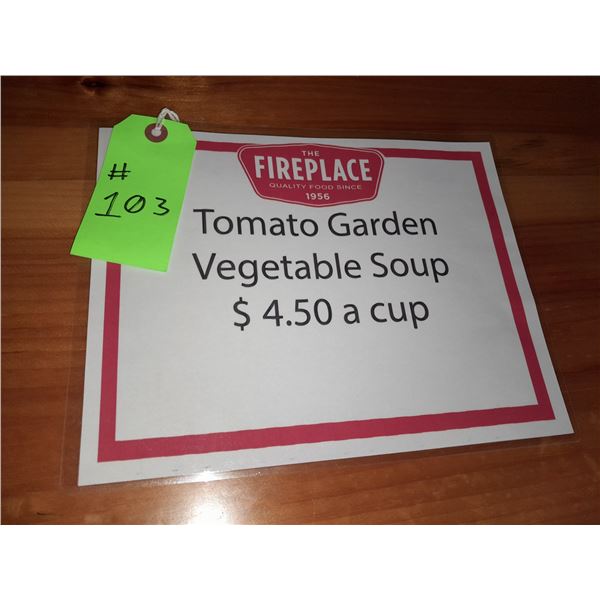 #
103
THE
FIREPLACE
QUALITY FOOD SINCE
1956
Tomato Garden
Vegetable Soup
$ 4.50 a cup